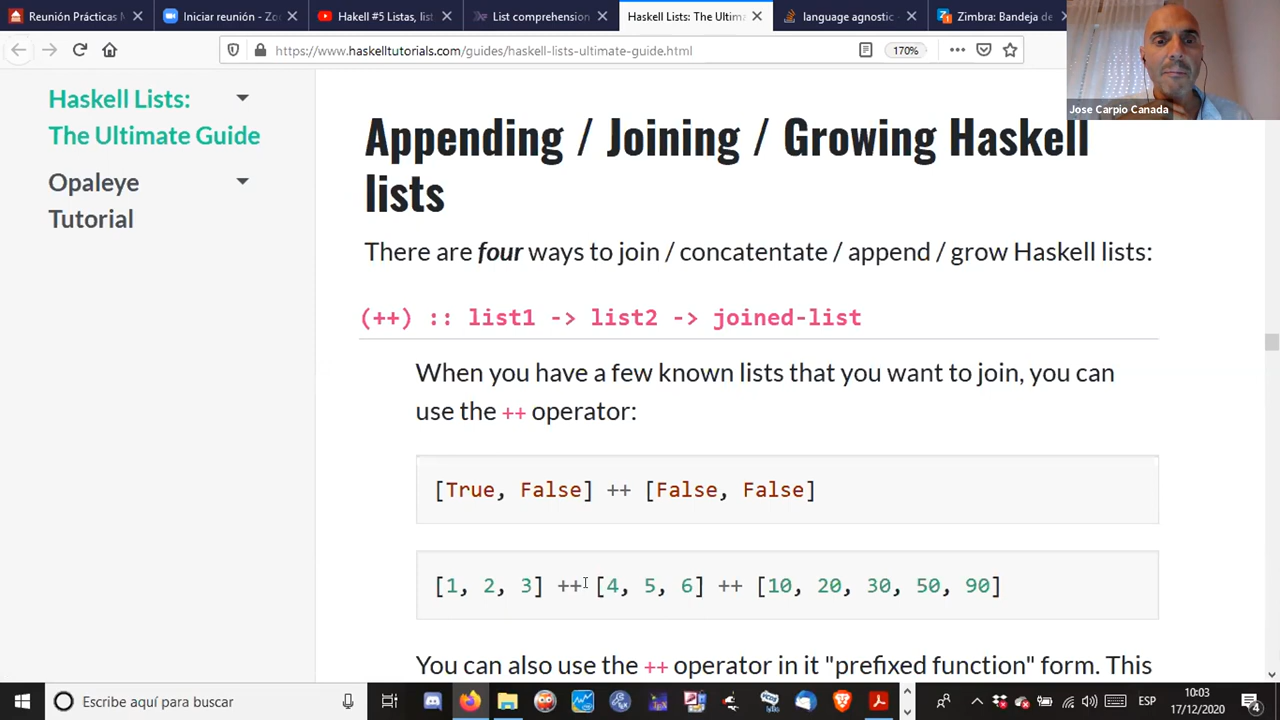 Reunión Prácticas
Iniciar reunión - Zo
Hakell #5 Listas, list
List comprehension
Haskell Lists: The Ultima
language agnostic -
Zimbra: Bandeja de
https://www.haskelltutorials.com/guides/haskell-lists-ultimate-guide.html
170%
Jose Carpio Canada
Haskell Lists:
The Ultimate Guide
Opaleye
Tutorial
Appending / Joining / Growing Haskell
lists
There are four ways to join / concatentate / append / grow Haskell lists:
(++) :: list1 -> list2 -> joined-list
When you have a few known lists that you want to join, you can
use the ++ operator:
[True, False] ++ [False, False]
[1, 2, 3] ++ [4, 5, 6] ++ [10, 20, 30, 50, 90]
You can also use the ++ operator in it "prefixed function" form. This
Escribe aquí para buscar
ESP
10:03
17/12/2020
4